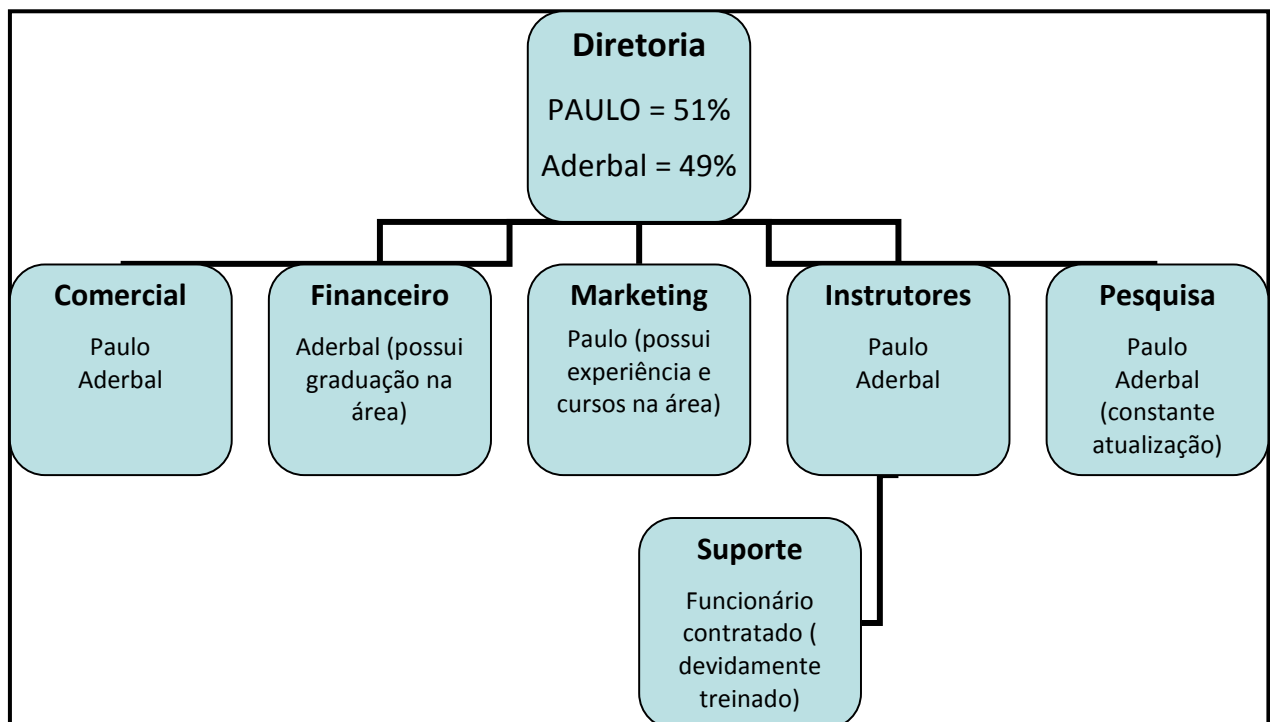 Diretoria
PAULO = 51%
Aderbal = 49%
Comercial
Paulo
Aderbal
Financeiro
Aderbal (possui
graduação na
área)
Marketing
Paulo (possui
experiência e
cursos na área)
Instrutores
Paulo
Aderbal
Pesquisa
Paulo
Aderbal
(constante
atualização)
Suporte
Funcionário
contratado (
devidamente
treinado)